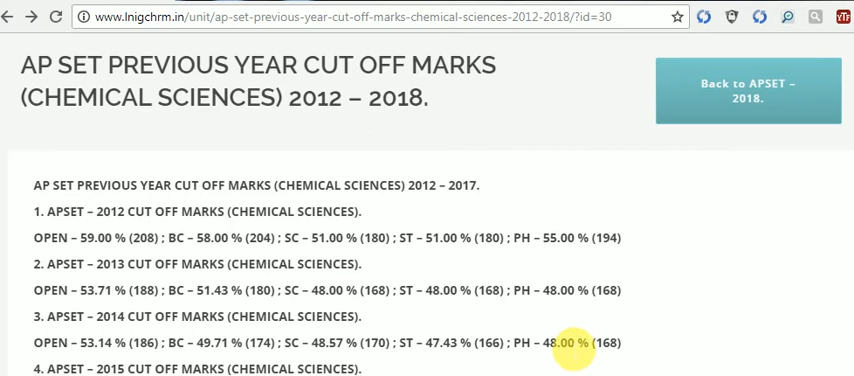 www.lnigchrm.in/unit/ap-set-previous-year-cut-off-marks-chemical-sciences-2012-2018/?id=30
AP SET PREVIOUS YEAR CUT OFF MARKS
(CHEMICAL SCIENCES) 2012 – 2018.
Back to APSET –
2018.
AP SET PREVIOUS YEAR CUT OFF MARKS (CHEMICAL SCIENCES) 2012 – 2017.
1. APSET – 2012 CUT OFF MARKS (CHEMICAL SCIENCES).
OPEN – 59.00 % (208) ; BC – 58.00 % (204) ; SC – 51.00 % (180) ; ST – 51.00 % (180) ; PH – 55.00 % (194)
2. APSET – 2013 CUT OFF MARKS (CHEMICAL SCIENCES).
OPEN – 53.71 % (188) ; BC – 51.43 % (180) ; SC – 48.00 % (168) ; ST – 48.00 % (168) ; PH – 48.00 % (168)
3. APSET – 2014 CUT OFF MARKS (CHEMICAL SCIENCES).
OPEN – 53.14 % (186) ; BC – 49.71 % (174) ; SC – 48.57 % (170) ; ST – 47.43 % (166) ; PH – 48.00 % (168)
4. APSET – 2015 CUT OFF MARKS (CHEMICAL SCIENCES).